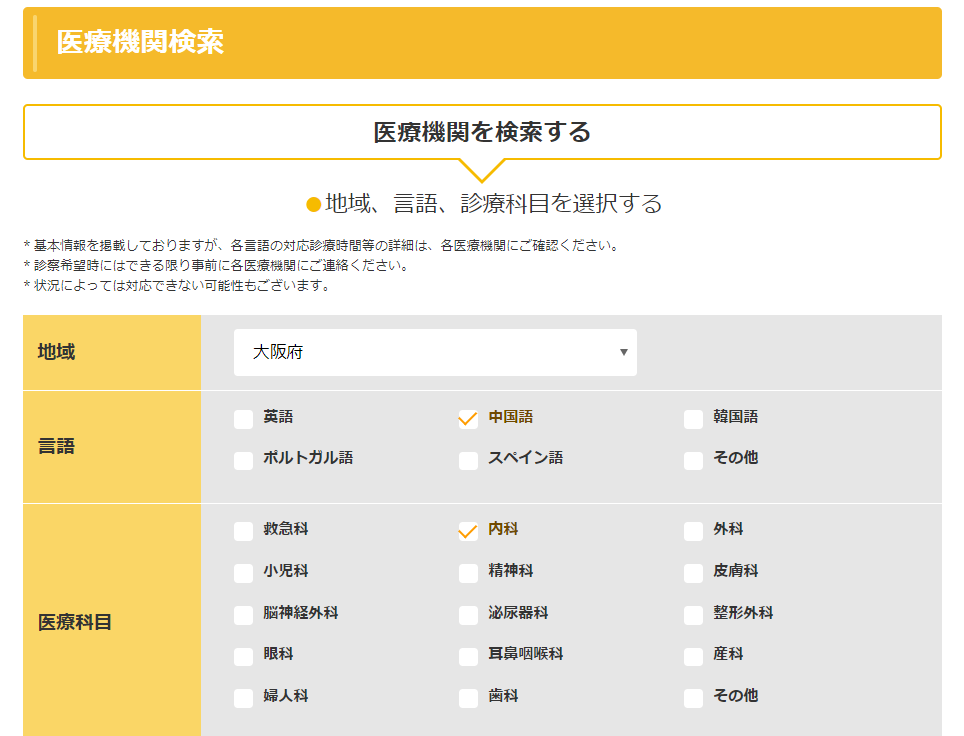 医療機関検索
医療機関を検索する
●地域、言語、診療科目を選択する
* 基本情報を掲載しておりますが、各言語の対応診療時間等の詳細は、各医療機関にご確認ください。
* 診察希望時にはできる限り事前に各医療機関にご連絡ください。
* 状況によっては対応できない可能性もございます。
地域 大阪府
言語
英語 中国語 韓国語
ポルトガル語 スペイン語 その他
医療科目
救急科 内科 外科
小児科 精神科 皮膚科
脳神経外科 泌尿器科 整形外科
眼科 耳鼻咽喉科 産科
婦人科 歯科 その他